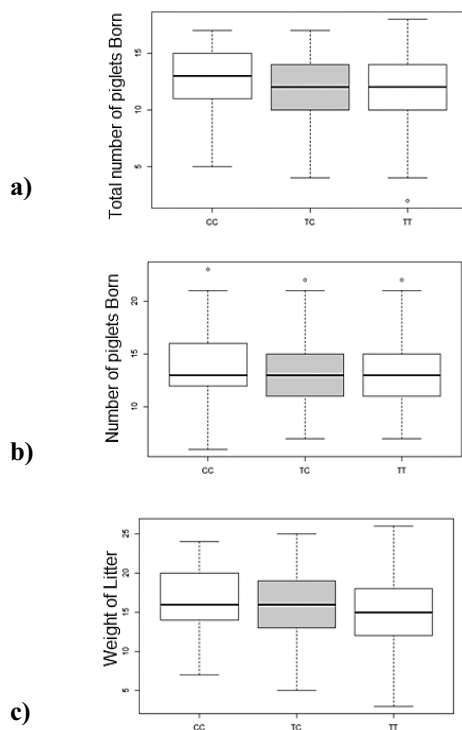 a)
Total number of piglets Born
15
10
5
CC TC TT
b)
Number of piglets Born
20
15
10
CC TC TT
c)
Weight of Litter
25
20
15
10
5
CC TC TT